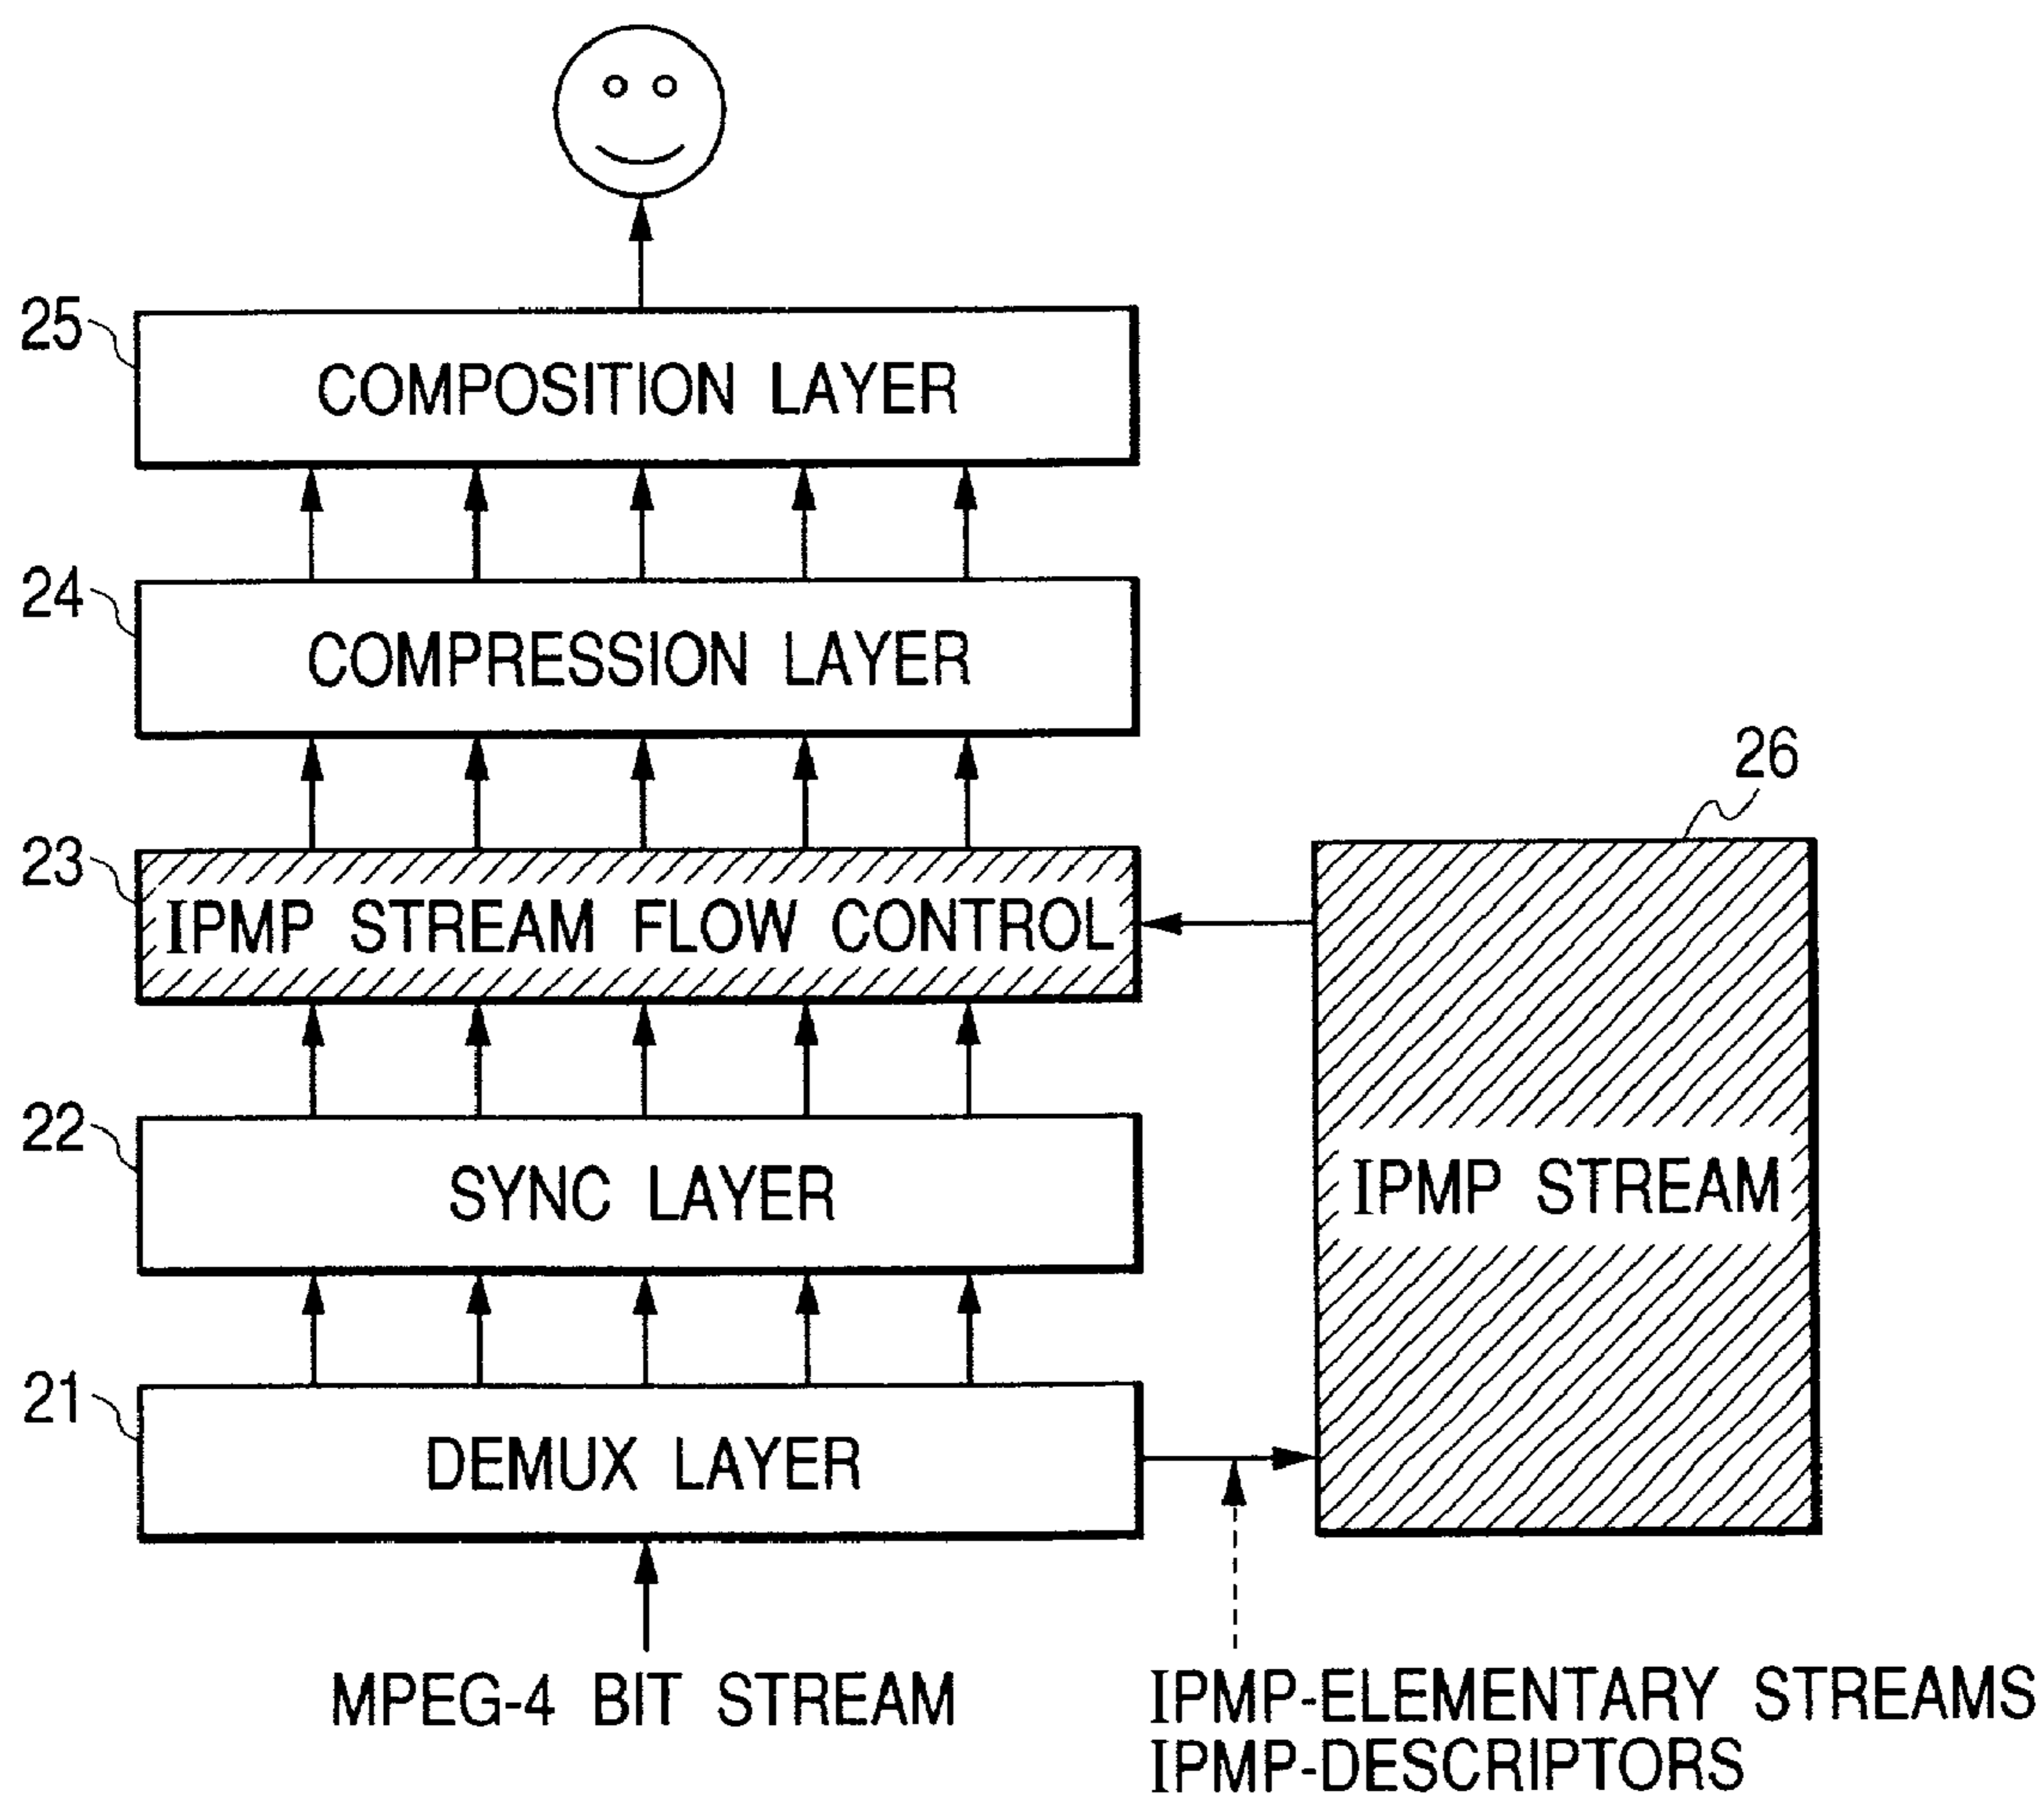 25
COMPOSITION LAYER
24
COMPRESSION LAYER
26
23
IPMP STREAM FLOW CONTROL
22
SYNC LAYER
IPMP STREAM
21
DEMUX LAYER
MPEG-4 BIT STREAM
IPMP-ELEMENTARY STREAMS
IPMP-DESCRIPTORS